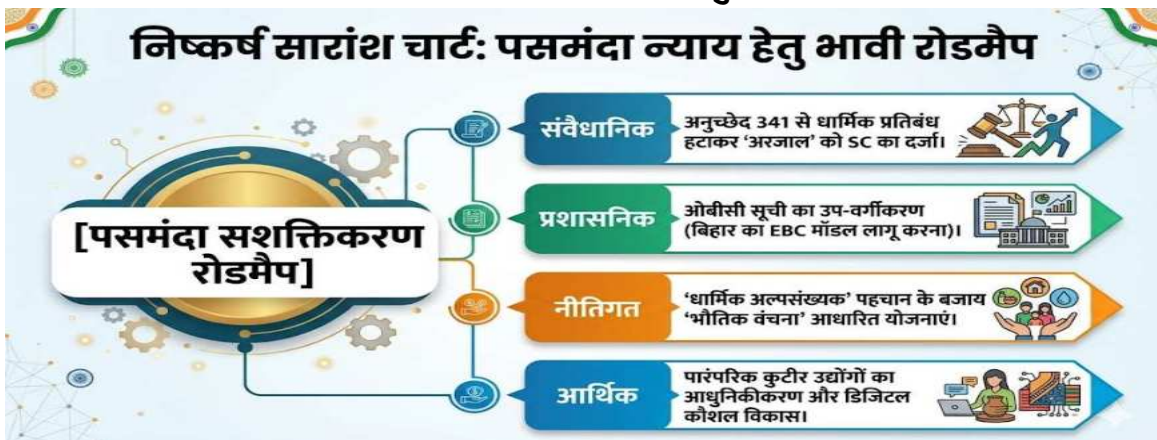 निष्कर्ष सारांश चार्ट: पसमंदा न्याय हेतु भावी रोडमैप
[पसमंदा सशक्तिकरण
रोडमैप]
संवैधानिक
अनुच्छेद 341 से धार्मिक प्रतिबंध
हटाकर ‘अरजाल’ को SC का दर्जा।
प्रशासनिक
ओबीसी सूची का उप-वर्गीकरण
(बिहार का EBC मॉडल लागू करना)।
नीतिगत
‘धार्मिक अल्पसंख्यक’ पहचान के बजाय
‘भौतिक वंचना’ आधारित योजनाएं।
आर्थिक
पारंपरिक कुटीर उद्योंगों का
आधुनिकीकरण और डिजिटल
कौशल विकास।